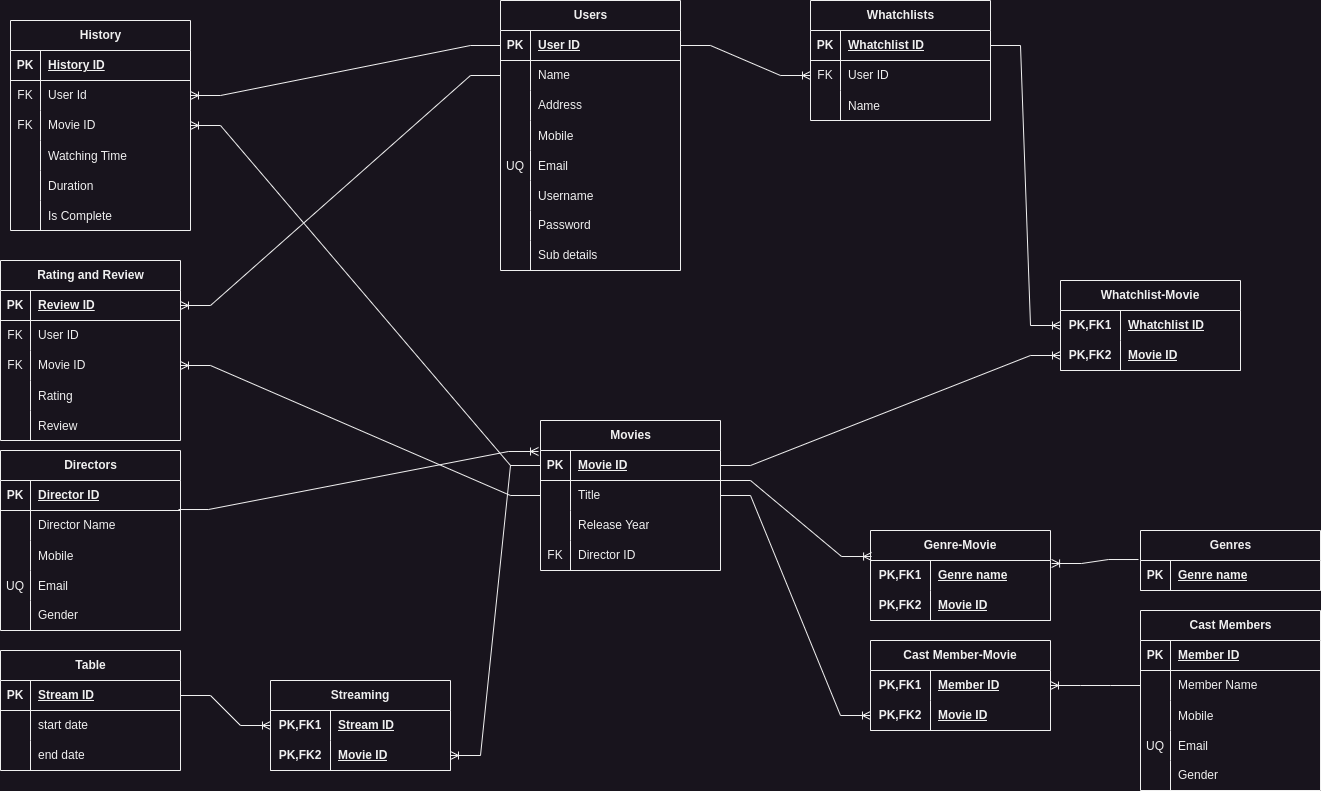 History
PK History ID
FK User Id
FK Movie ID
Watching Time
Duration
Is Complete
Users
PK User ID
Name
Address
Mobile
UQ Email
Username
Password
Sub details
Whatchlists
PK Whatchlist ID
FK User ID
Name
Rating and Review
PK Review ID
FK User ID
FK Movie ID
Rating
Review
Whatchlist-Movie
PK,FK1 Whatchlist ID
PK,FK2 Movie ID
Directors
PK Director ID
Director Name
Mobile
UQ Email
Gender
Movies
PK Movie ID
Title
Release Year
FK Director ID
Genre-Movie
PK,FK1 Genre name
PK,FK2 Movie ID
Genres
PK Genre name
Cast Member-Movie
PK,FK1 Member ID
PK,FK2 Movie ID
Cast Members
PK Member ID
Member Name
Mobile
UQ Email
Gender
Table
PK Stream ID
start date
end date
Streaming
PK,FK1 Stream ID
PK,FK2 Movie ID